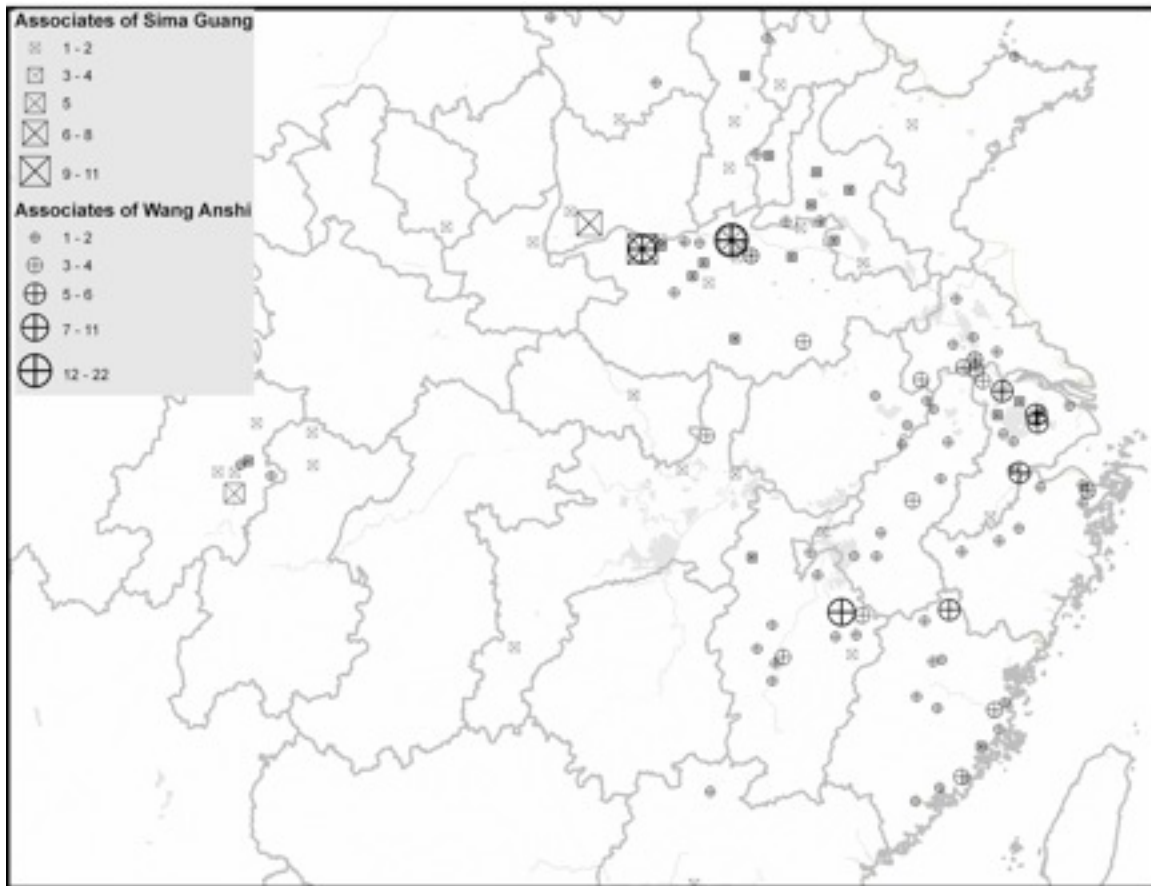 Associates of Sima Guang
1 - 2
3 - 4
5
6 - 8
9 - 11
Associates of Wang Anshi
1 - 2
3 - 4
5 - 6
7 - 11
12 - 22